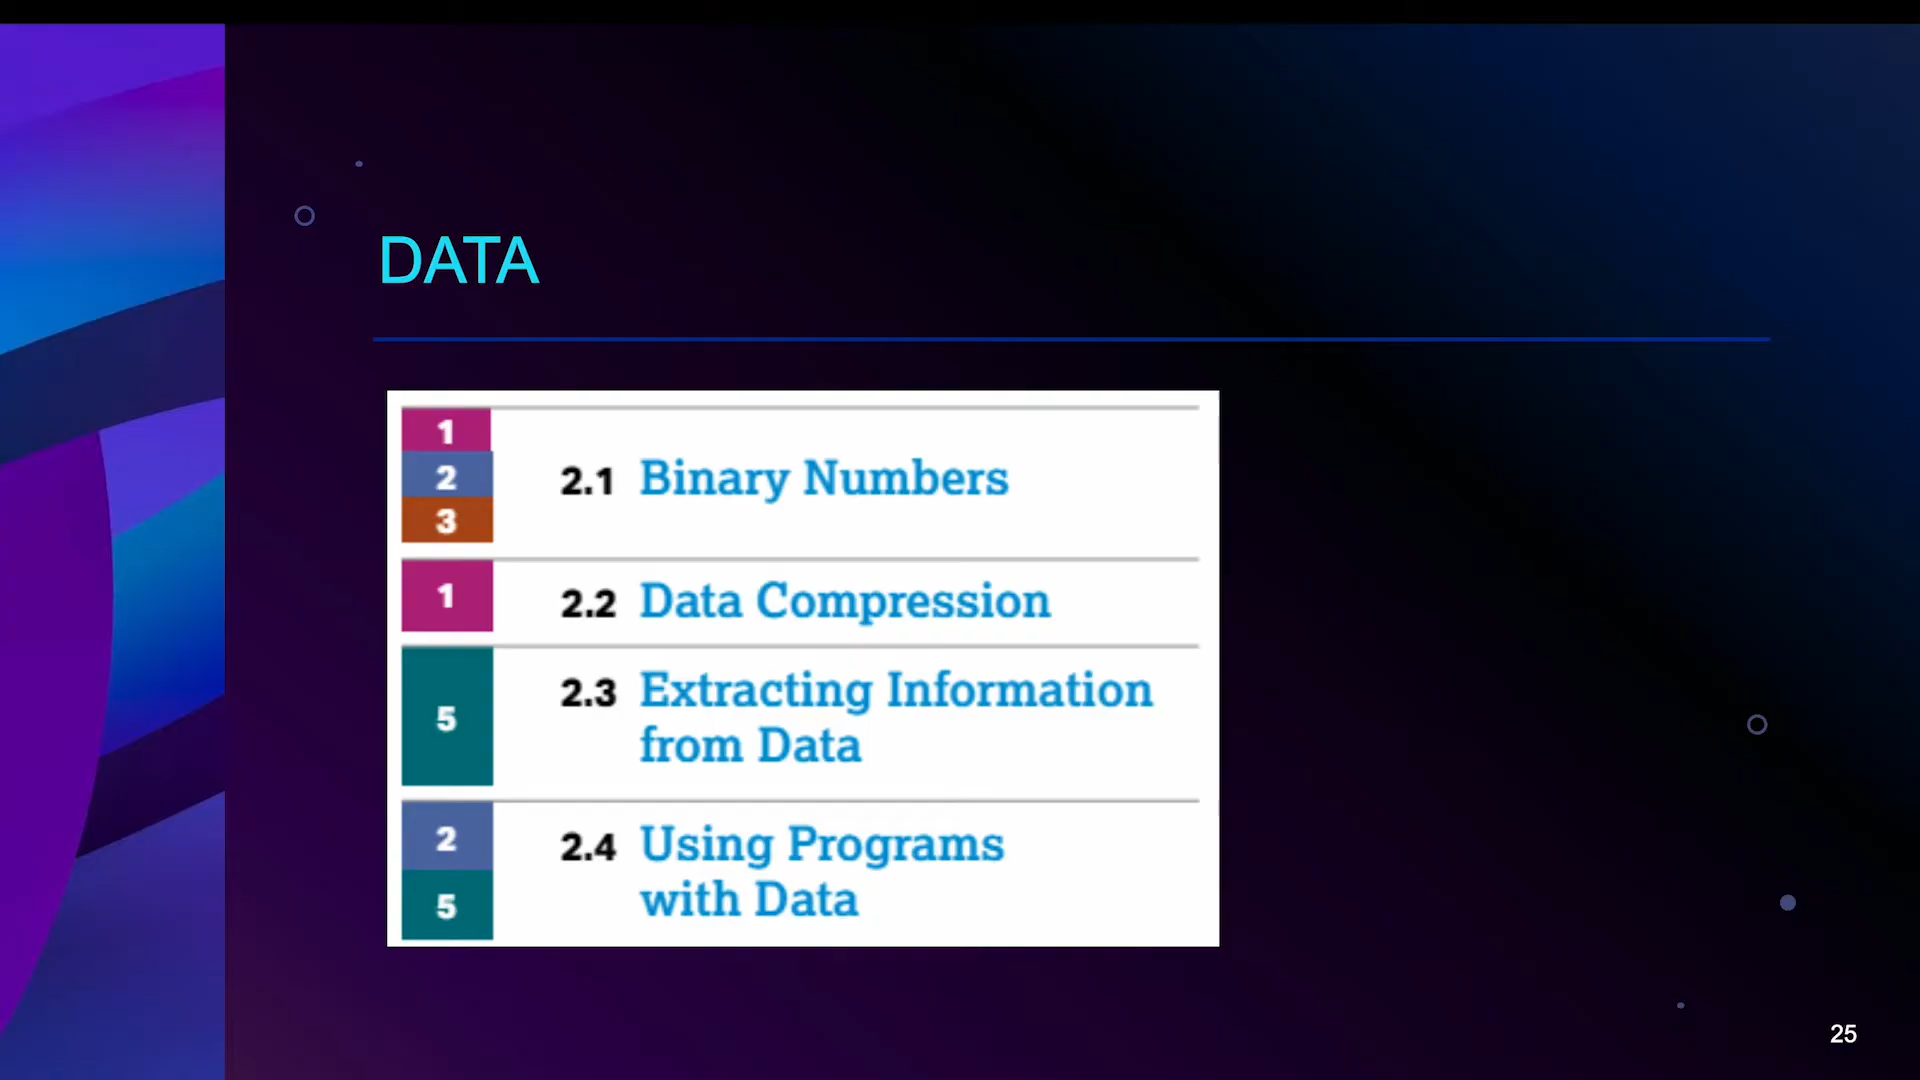 DATA
1
2
3
2.1 Binary Numbers
1
2.2 Data Compression
5
2.3 Extracting Information
from Data
2
5
2.4 Using Programs
with Data
25